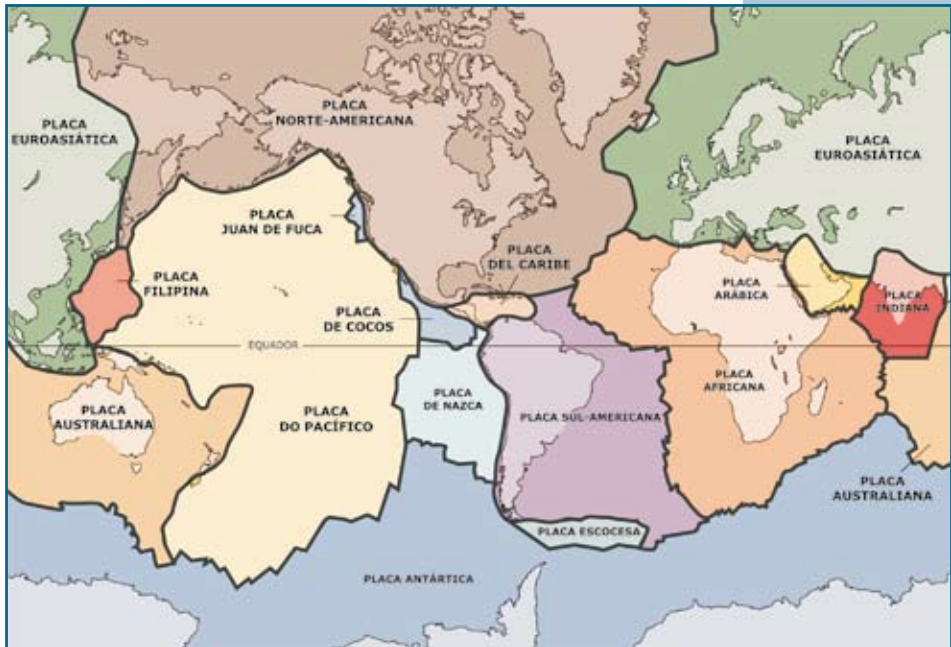 PLACA
NORTE-AMERICANA
PLACA
EUROASIÁTICA
PLACA
EUROASIÁTICA
PLACA
JUAN DE FUCA
PLACA
DEL CARIBE
PLACA
FILIPINA
PLACA
ARÁBICA
PLACA
INDIANA
PLACA
DE COCOS
EQUADOR
PLACA
AFRICANA
PLACA
DE NAZCA
PLACA
AUSTRALIANA
PLACA
DO PACÍFICO
PLACA SUL-AMERICANA
PLACA
AUSTRALIANA
PLACA ESCOCESA
PLACA ANTÁRTICA